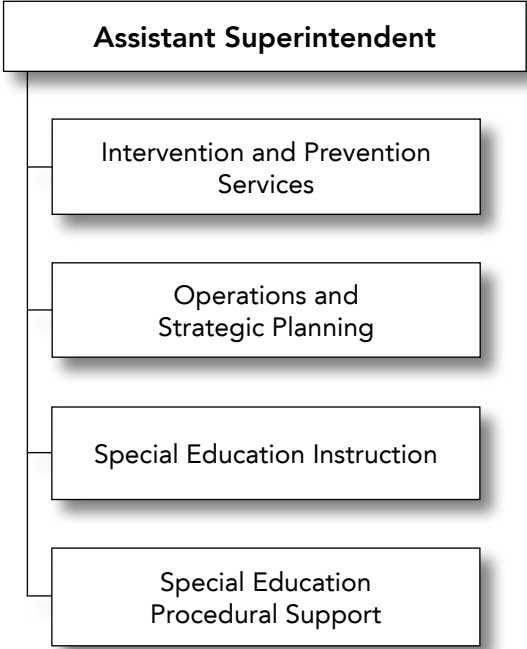 Assistant Superintendent
Intervention and Prevention
Services
Operations and
Strategic Planning
Special Education Instruction
Special Education
Procedural Support